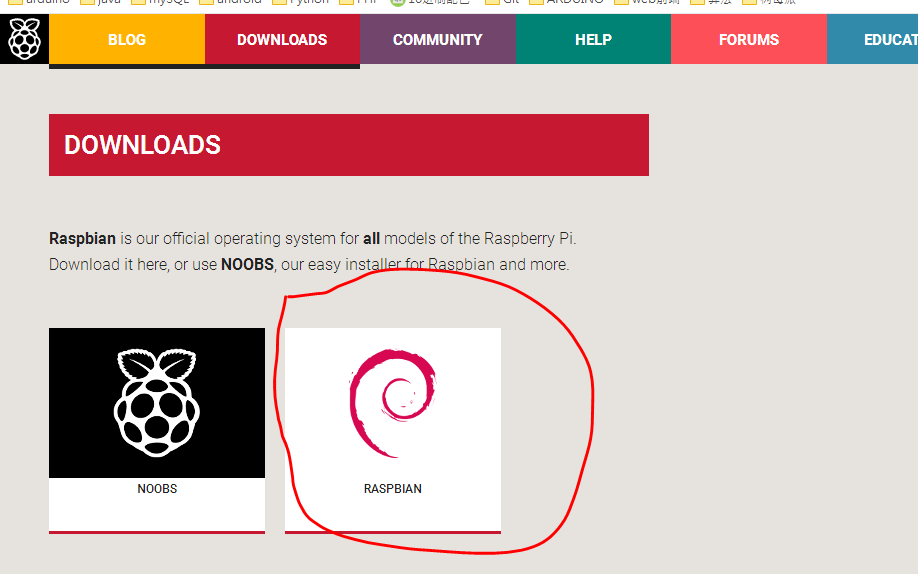 BLOG DOWNLOADS COMMUNITY HELP FORUMS EDUCAT
DOWNLOADS
Raspbian is our official operating system for all models of the Raspberry Pi.
Download it here, or use NOOBS, our easy installer for Raspbian and more.
NOOBS RASPBIAN